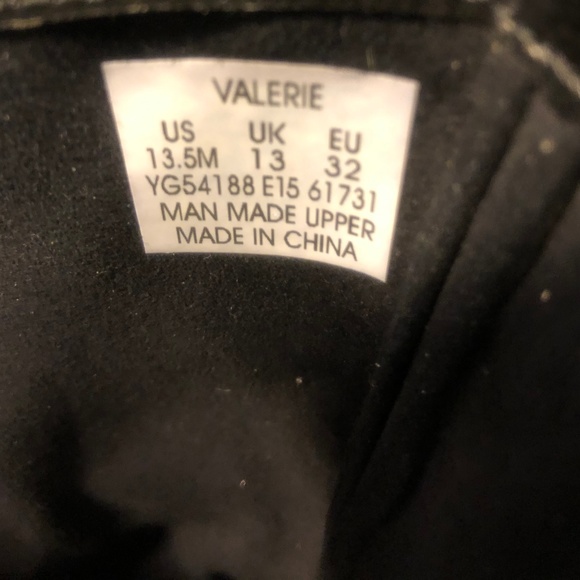 VALERIE
US UK EU
13.5M 13 32
YG54188 E15 61731
MAN MADE UPPER
MADE IN CHINA